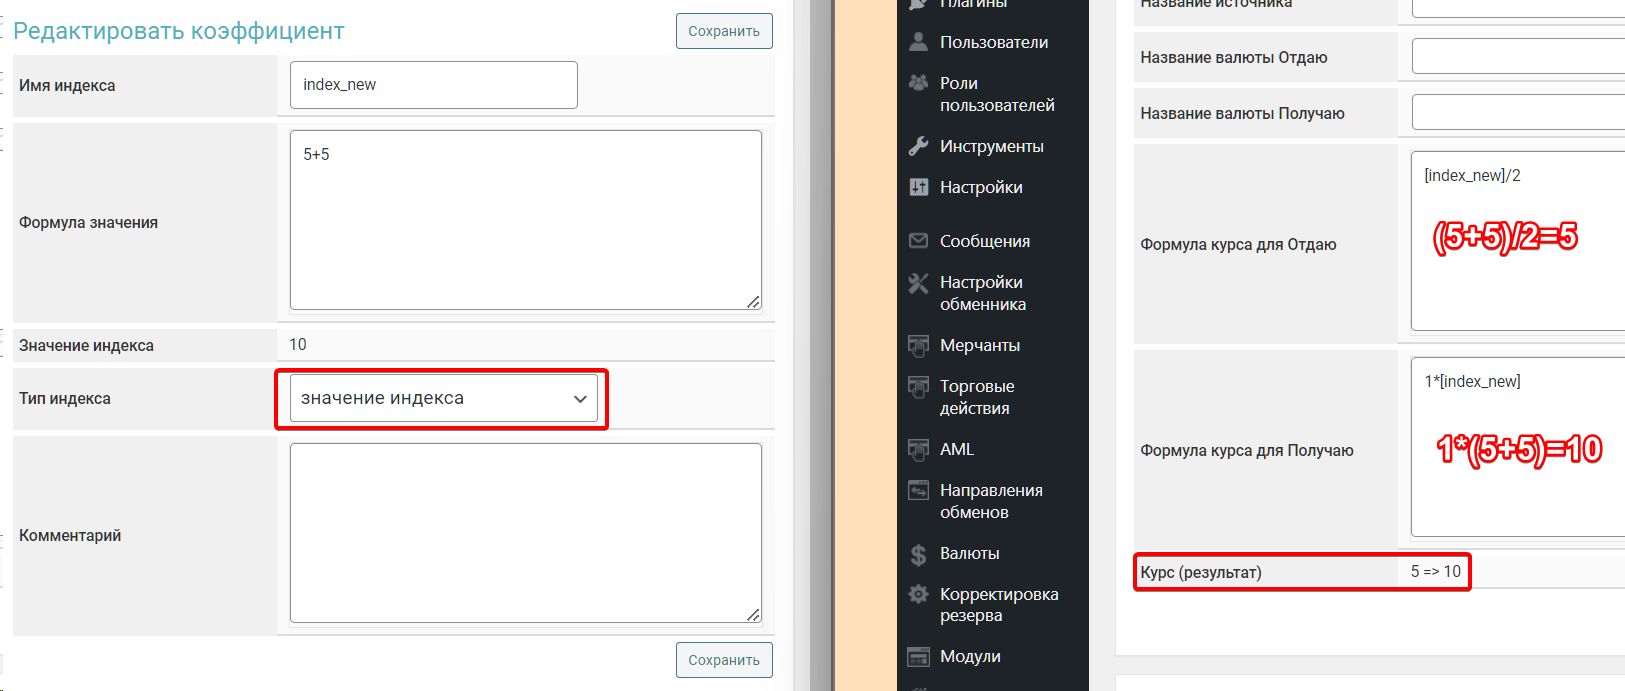 Редактировать коэффициент
Сохранить
Имя индекса
index_new
Формула значения
5+5
Значение индекса
10
Тип индекса
значение индекса
Комментарий
Сохранить
Плагины
Пользователи
Роли
пользователей
Инструменты
Настройки
Сообщения
Настройки
обменника
Мерчанты
Торговые
действия
AML
Направления
обменов
Валюты
Корректировка
резерва
Модули
Название источника
Название валюты Отдаю
Название валюты Получаю
Формула курса для Отдаю
[index_new]/2
(5+5)/2=5
Формула курса для Получаю
1*[index_new]
1*(5+5)=10
Курс (результат)
5 => 10